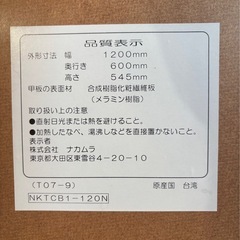 品質表示
外形寸法 幅 1200mm
奥行き 600mm
高さ 545mm
甲板の表面材 合成樹脂化粧繊維板
(メラミン樹脂)
取り扱い上の注意
●直射日光または熱を避けること。
●加熱したなべ、湯沸しなどを直接置かないこと。
表示者
株式会社 ナカムラ
東京都大田区東雪谷4-20-10
(T07-9) 原産国 台湾
NKTCB1-120N